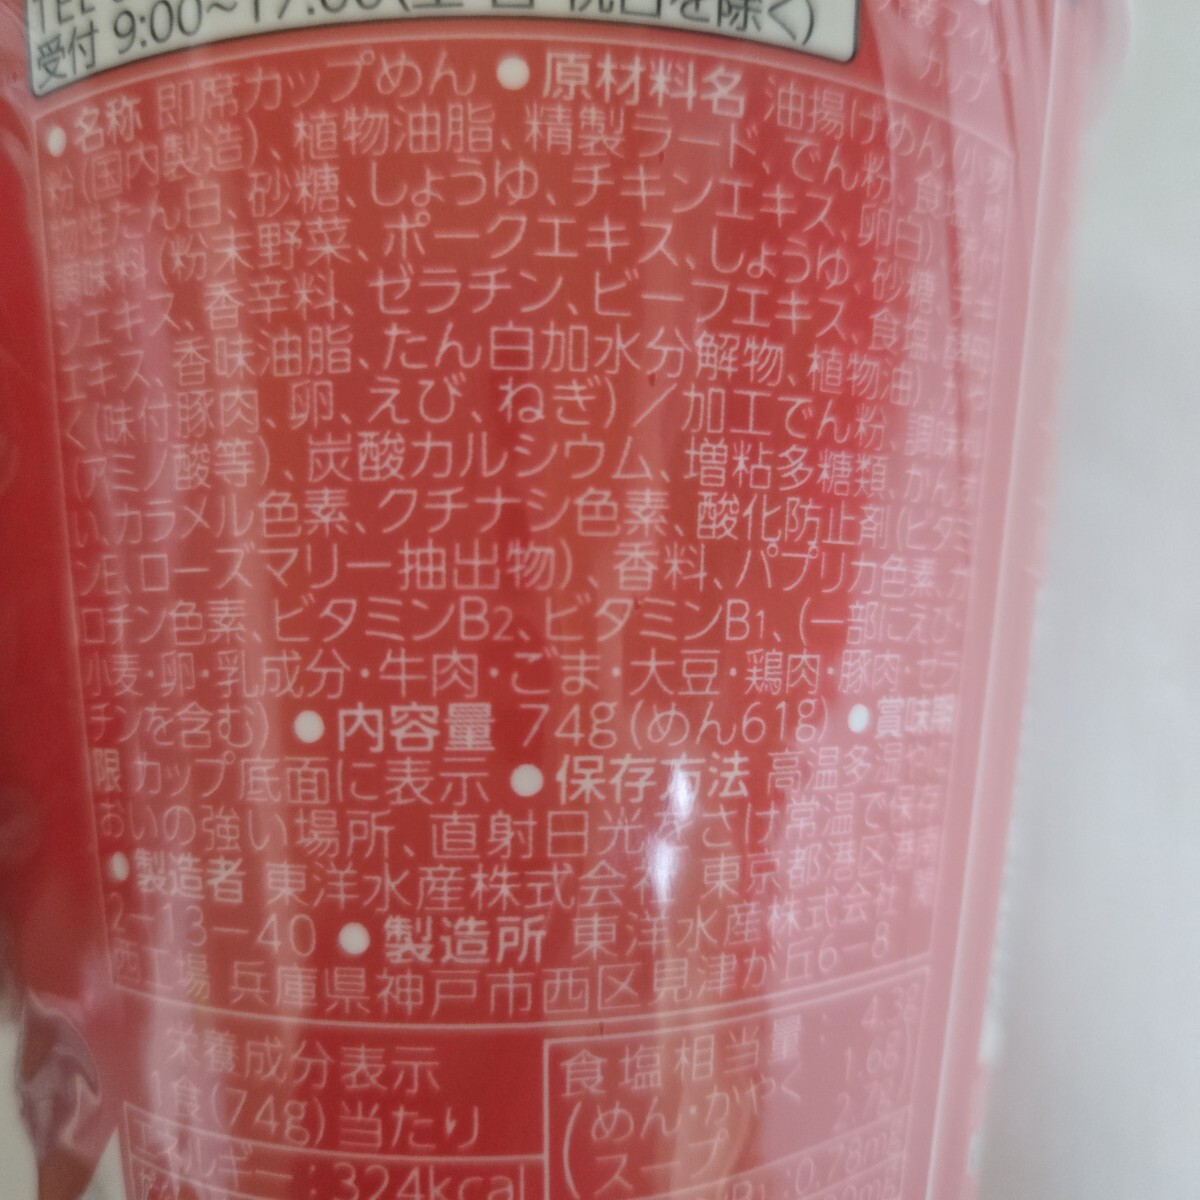 受付 9:00~17:00(土・日・祝日を除く)
●名称 即席カップめん ●原材料名 油揚げめん(小麦
粉(国内製造)、植物油脂、精製ラード、でん粉、食塩、
たん白、砂糖、しょうゆ、チキンエキス、卵白)、
(粉末野菜、ポークエキス、しょうゆ、砂糖、
ンエキス、香辛料、ゼラチン、ビーフエキス、食塩、
エキス、香味油脂、たん白加水分解物、植物油)、か
く(味付豚肉、卵、えび、ねぎ)/加工でん粉、調味
(アミノ酸等)、炭酸カルシウム、増粘多糖類、かんす
い、カラメル色素、クチナシ色素、酸化防止剤(ビタミ
ンE、ローズマリー抽出物)、香料、パプリカ色素、カ
ロチン色素、ビタミンB2、ビタミンB1、(一部にえび・
小麦・卵・乳成分・牛肉・ごま・大豆・鶏肉・豚肉・ゼラ
チンを含む) ●内容量 74g(めん61g) ●賞味期
限 カップ底面に表示 ●保存方法 高温多湿や
おいの強い場所、直射日光をさけ常温で保存
●製造者 東洋水産株式会社 東京都港区港南
2-13-40 ●製造所 東洋水産株式会社
西工場 兵庫県神戸市西区見津が丘6-8
栄養成分表示
1食(74g)当たり
エネルギー:324kcal
食塩相当量
(めん・かやく
スープ